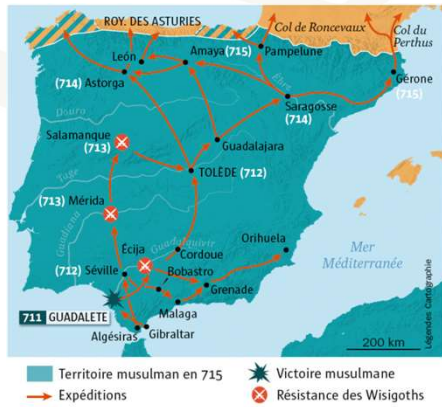 ROY. DES ASTURIES
Col de Roncevaux
Col du
Perthus
León
Amaya (715)
Pampelune
(714)
Astorga
Èbre
Gérone
(715)
Saragosse
(714)
Douro
Salamanque
(713)
Guadalajara
Tage
TOLÈDE (712)
(713) Mérida
Guadiana
Guadalquivir
Écija
Cordoue
Orihuela
Mer
Méditerranée
(712) Séville
Bobastro
Grenade
711 GUADALETE
Malaga
Algésiras
Gibraltar
200 km
Légendes Cartographie
Territoire musulman en 715
Victoire musulmane
Expéditions
Résistance des Wisigoths